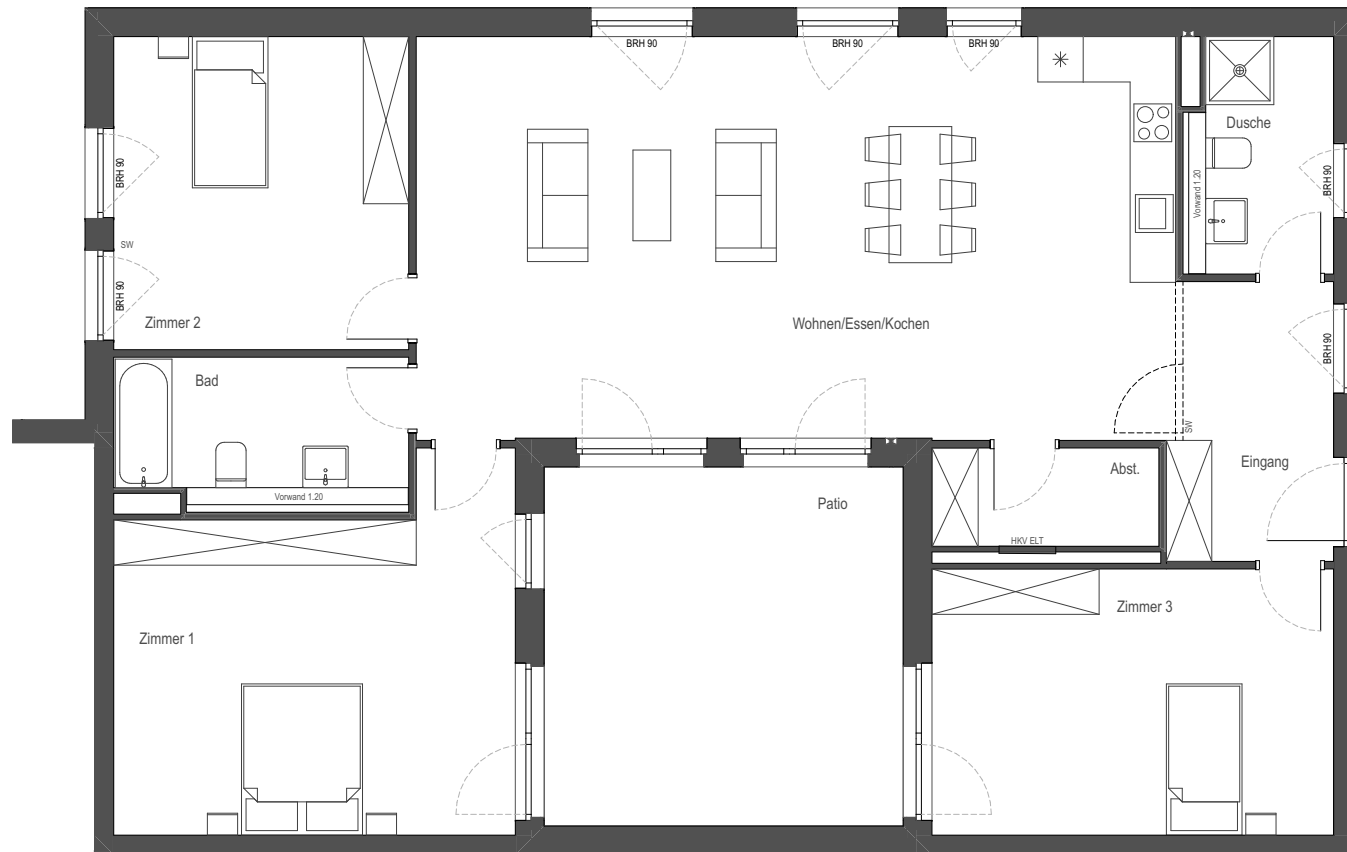 BRH 90
BRH 90
BRH 90
Dusche
BRH 90
Vorwand 1.20
BRH 90
SW
BRH 90
Zimmer 2
Wohnen/Essen/Kochen
BRH 90
Bad
SW
Eingang
Abst.
Vorwand 1.20
Patio
HKV ELT
Zimmer 3
Zimmer 1